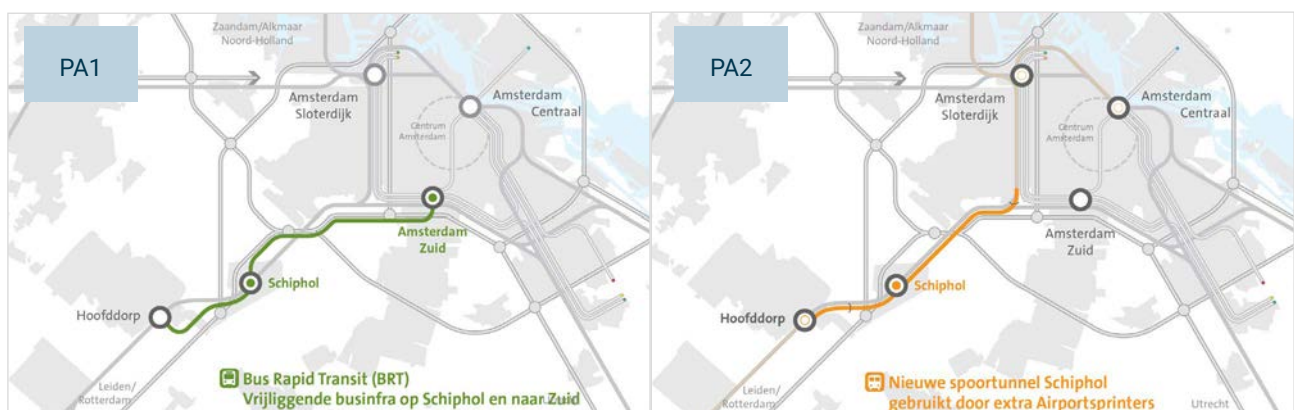 PA1
Zaandam/Alkmaar
Noord-Holland
Amsterdam
Sloterdijk
Amsterdam
Centraal
Centrum
Amsterdam
Amsterdam
Zuid
Schiphol
Hoofddorp
Leiden/
Rotterdam
Bus Rapid Transit (BRT)
Vrijliggende businfra op Schiphol en naar Zuid
PA2
Zaandam/Alkmaar
Noord-Holland
Amsterdam
Sloterdijk
Amsterdam
Centraal
Centrum
Amsterdam
Amsterdam
Zuid
Schiphol
Hoofddorp
Leiden/
Rotterdam
Utrecht
Nieuwe spoortunnel Schiphol
gebruikt door extra Airportsprinters